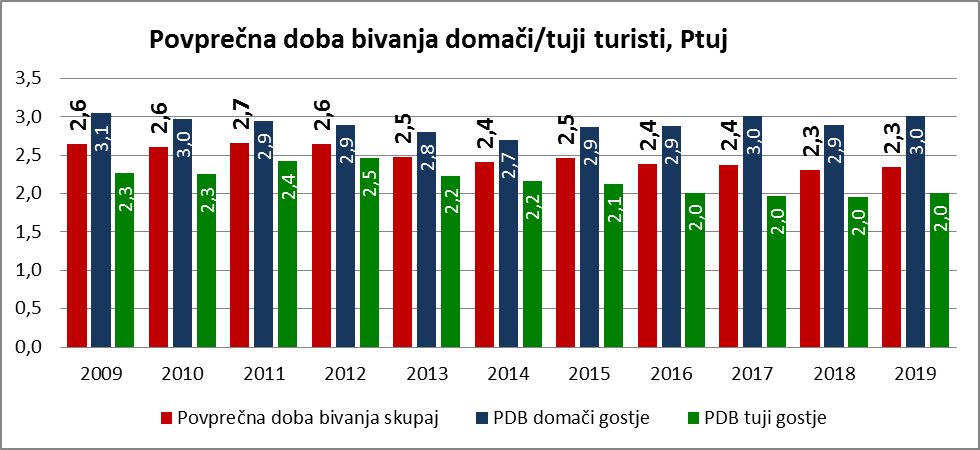 Povprečna doba bivanja domači/tuji turisti, Ptuj
3,5
3,0
2,5
2,0
1,5
1,0
0,5
0,0
2,6 3,1 2,3
2,6 3,0 2,3
2,7 2,9 2,4
2,6 2,9 2,5
2,5 2,8 2,2
2,4 2,7 2,2
2,5 2,9 2,1
2,4 2,9 2,0
2,4 3,0 2,0
2,3 2,9 2,0
2,3 3,0 2,0
2009 2010 2011 2012 2013 2014 2015 2016 2017 2018 2019
Povprečna doba bivanja skupaj PDB domači gostje PDB tuji gostje